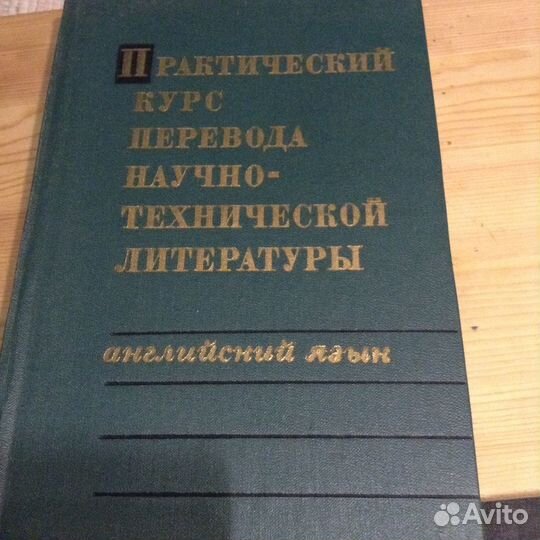 ПРАКТИЧЕСКИЙ
КУРС
ПЕРЕВОДА
НАУЧНО-
ТЕХНИЧЕСКОЙ
ЛИТЕРАТУРЫ
английский язык
Avito